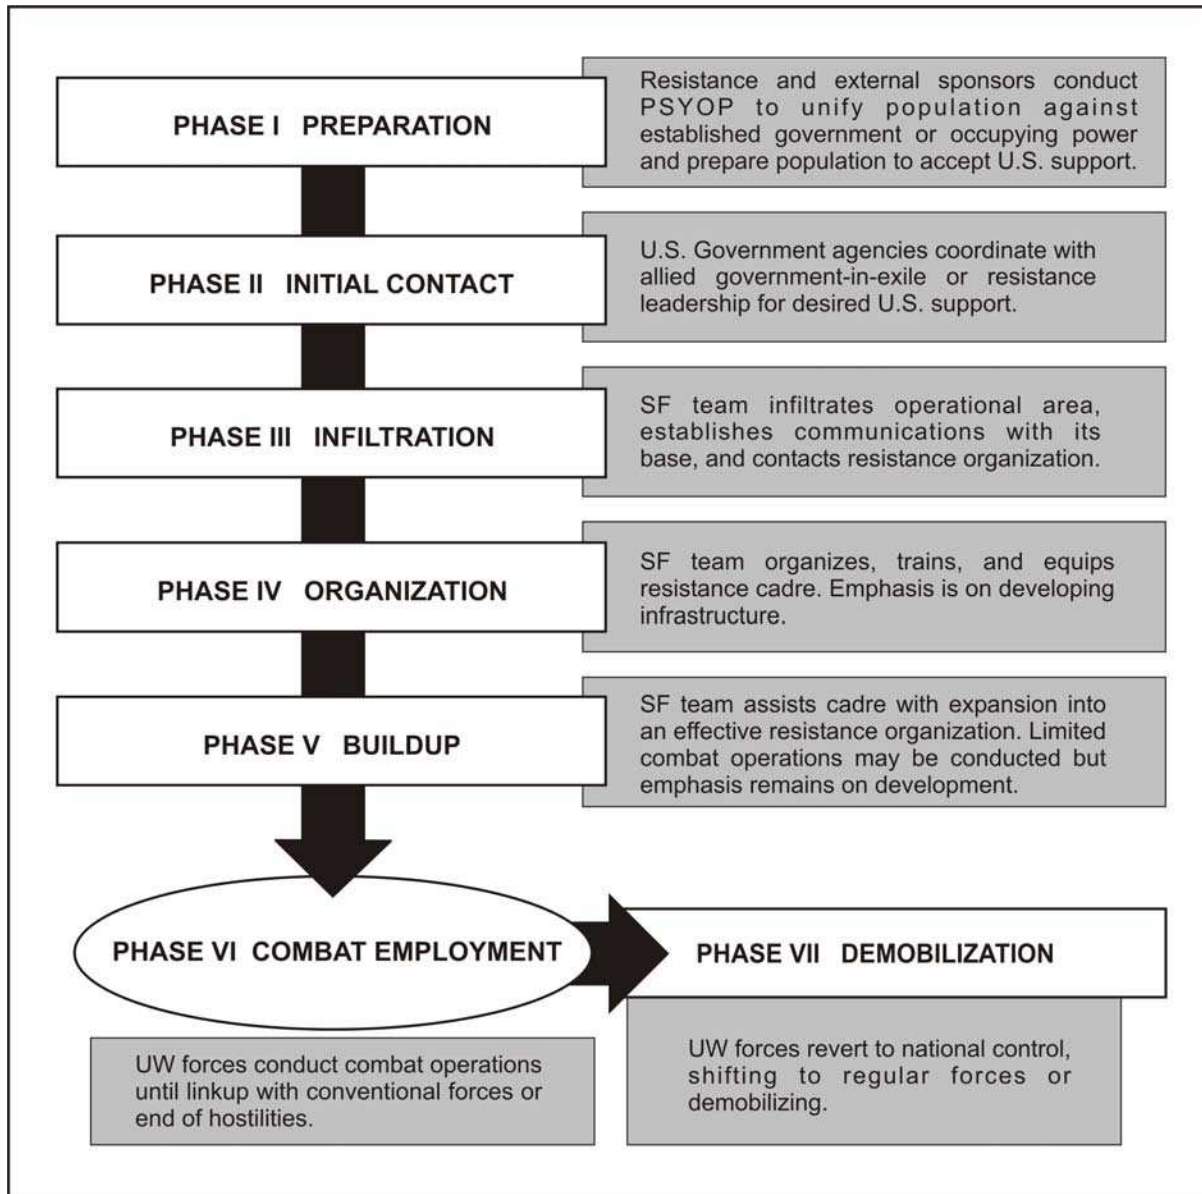 PHASE I PREPARATION
Resistance and external sponsors conduct
PSYOP to unify population against
established government or occupying power
and prepare population to accept U.S. support.
PHASE II INITIAL CONTACT
U.S. Government agencies coordinate with
allied government-in-exile or resistance
leadership for desired U.S. support.
PHASE III INFILTRATION
SF team infiltrates operational area,
establishes communications with its
base, and contacts resistance organization.
PHASE IV ORGANIZATION
SF team organizes, trains, and equips
resistance cadre. Emphasis is on developing
infrastructure.
PHASE V BUILDUP
SF team assists cadre with expansion into
an effective resistance organization. Limited
combat operations may be conducted but
emphasis remains on development.
PHASE VI COMBAT EMPLOYMENT
UW forces conduct combat operations
until linkup with conventional forces or
end of hostilities.
PHASE VII DEMOBILIZATION
UW forces revert to national control,
shifting to regular forces or
demobilizing.